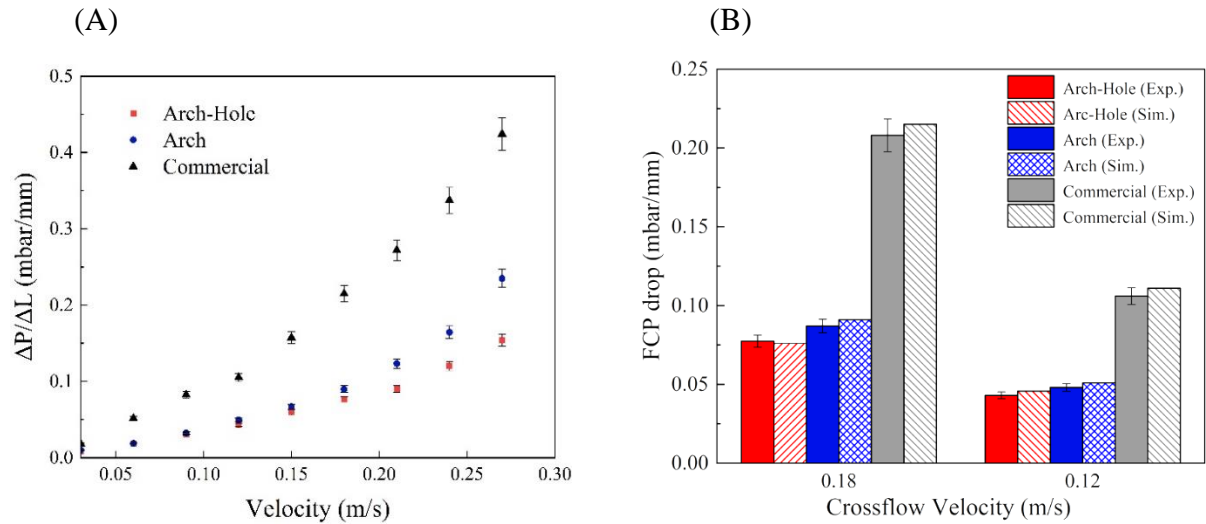 (A)
(B)
0.5
0.4
0.3
0.2
0.1
0.0
ΔP/ΔL (mbar/mm)
Arch-Hole
Arch
Commercial
0.05 0.10 0.15 0.20 0.25 0.30
Velocity (m/s)
0.25
0.20
0.15
0.10
0.05
0.00
FCP drop (mbar/mm)
Arch-Hole (Exp.)
Arc-Hole (Sim.)
Arch (Exp.)
Arch (Sim.)
Commercial (Exp.)
Commercial (Sim.)
0.18 0.12
Crossflow Velocity (m/s)